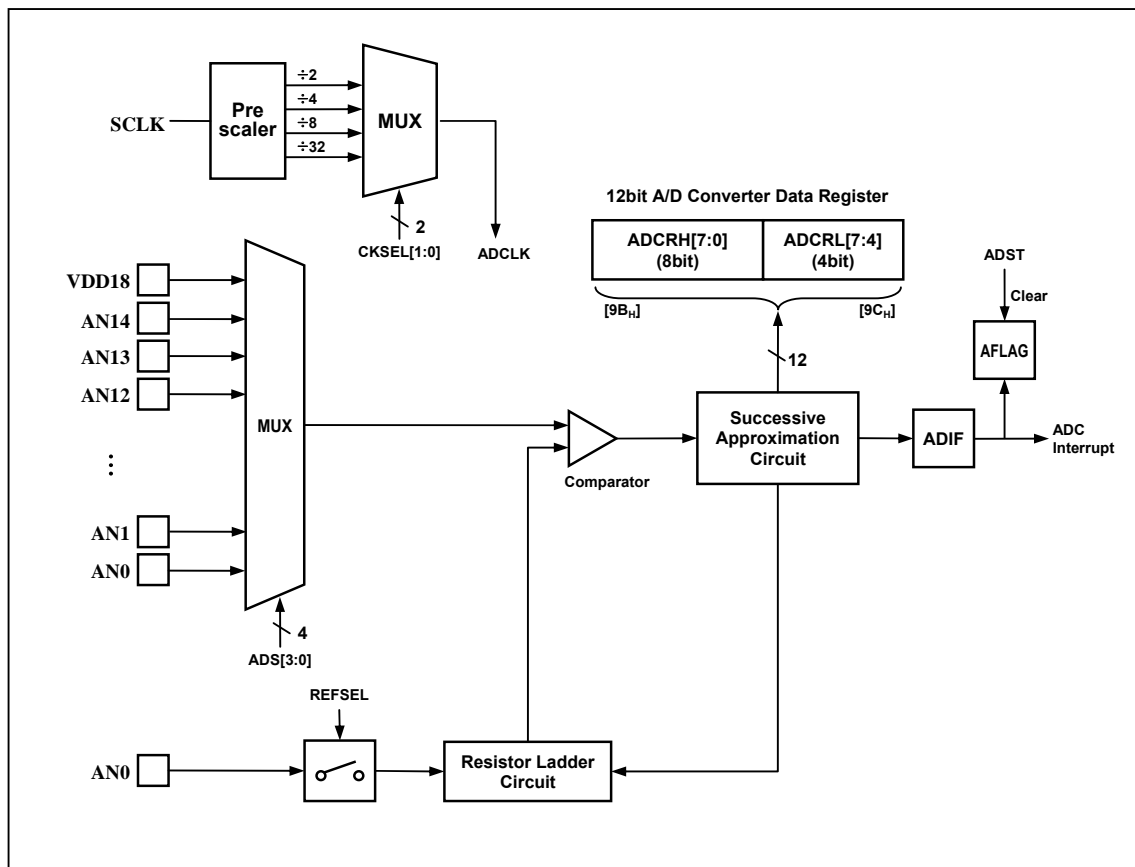 ÷2
÷4
÷8
÷32
SCLK
Pre
scaler
MUX
2
CKSEL[1:0]
ADCLK
12bit A/D Converter Data Register
ADCRH[7:0]
(8bit)
ADCRL[7:4]
(4bit)
[9BH]
[9CH]
12
ADST
Clear
AFLAG
VDD18
AN14
AN13
AN12
...
AN1
AN0
MUX
4
ADS[3:0]
Comparator
Successive
Approximation
Circuit
ADIF
ADC
Interrupt
REFSEL
AN0
Resistor Ladder
Circuit